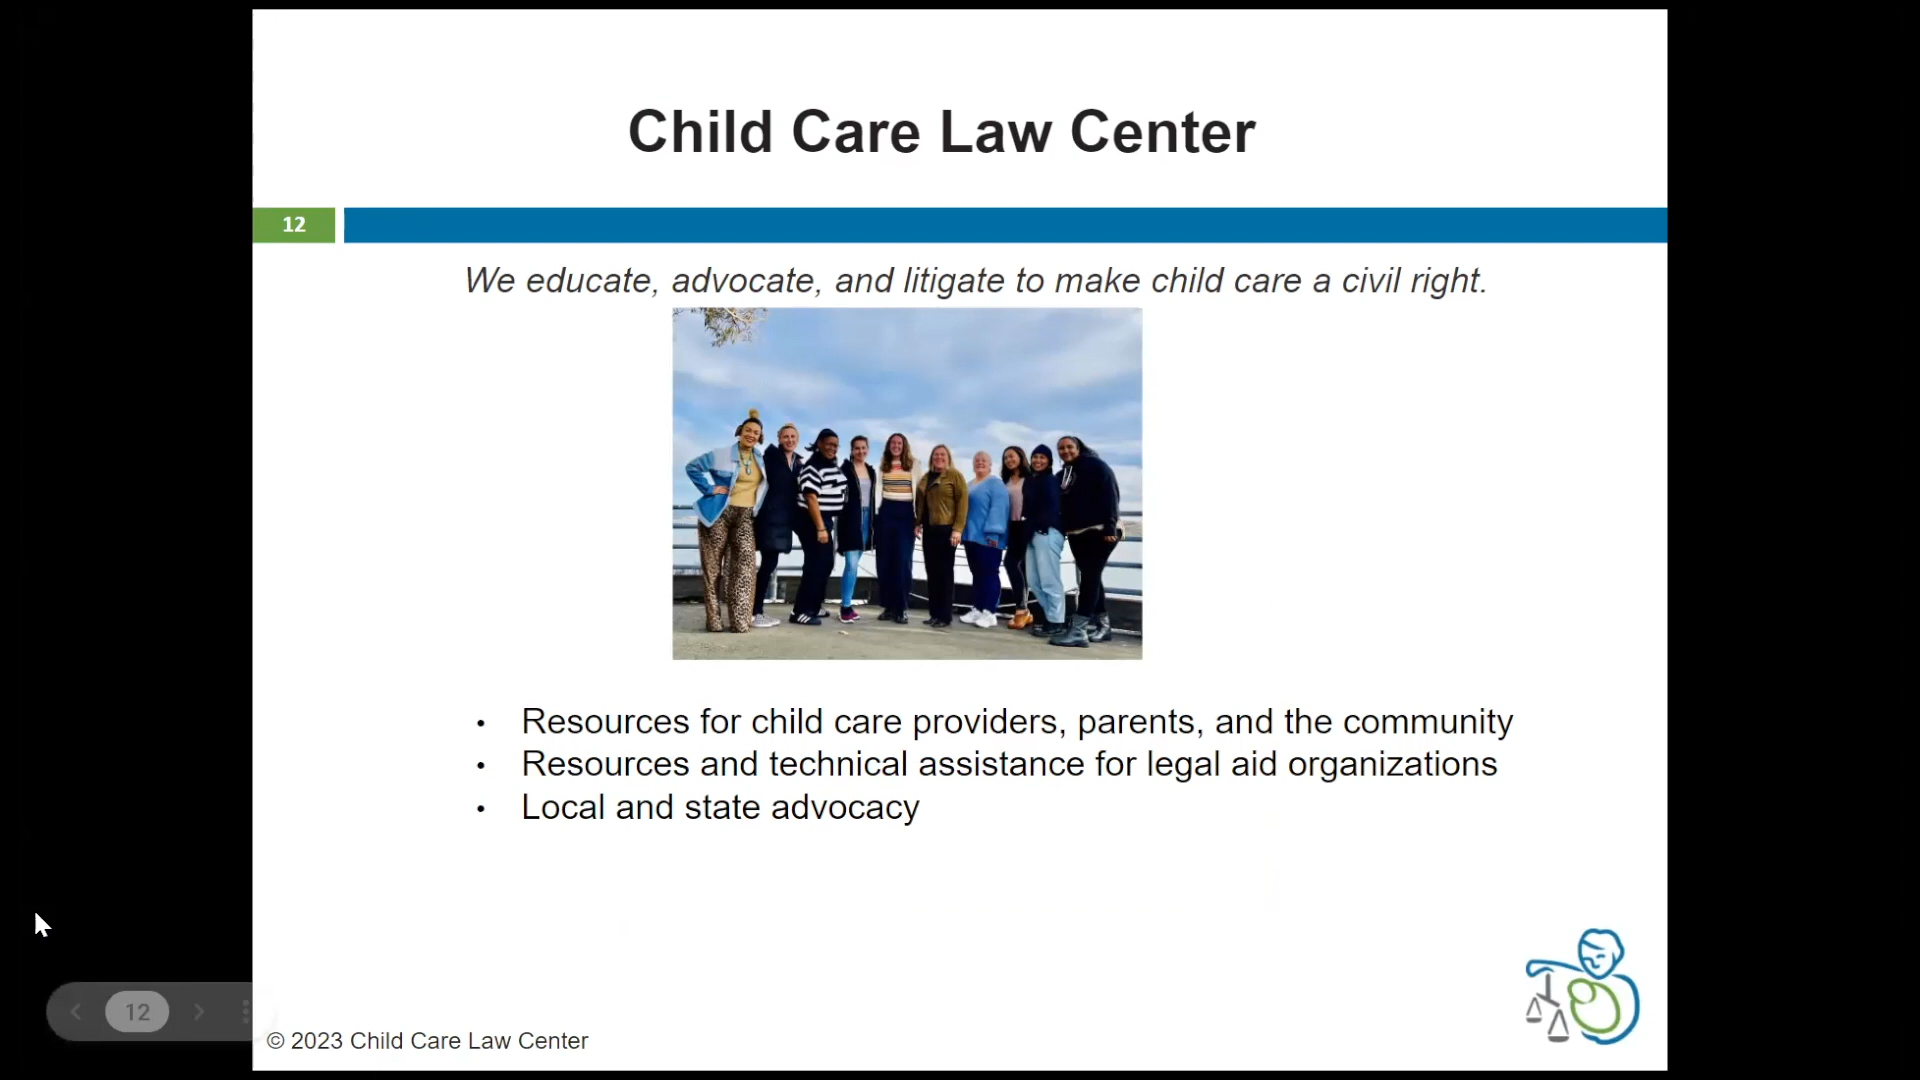 Child Care Law Center
12
We educate, advocate, and litigate to make child care a civil right.
• Resources for child care providers, parents, and the community
• Resources and technical assistance for legal aid organizations
• Local and state advocacy
12
© 2023 Child Care Law Center